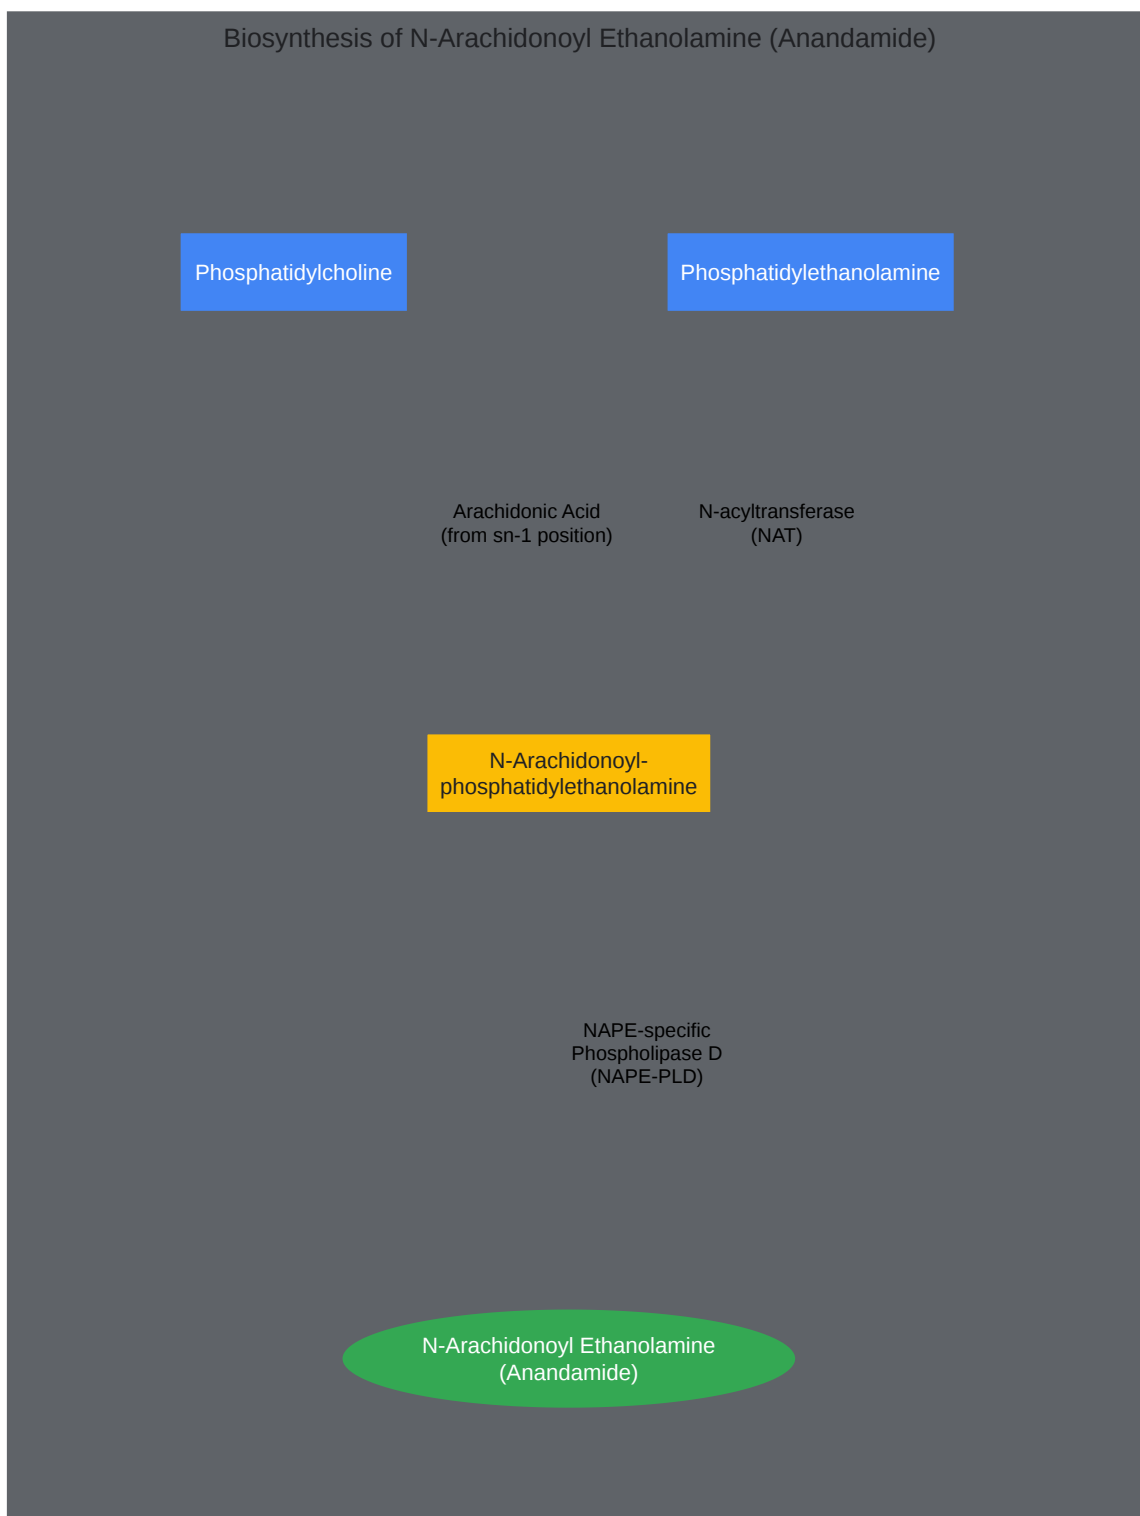 Biosynthesis of N-Arachidonoyl Ethanolamine (Anandamide)
Phosphatidylcholine
Phosphatidylethanolamine
Arachidonic Acid
(from sn-1 position)
N-acyltransferase
(NAT)
N-Arachidonoyl-
phosphatidylethanolamine
NAPE-specific
Phospholipase D
(NAPE-PLD)
N-Arachidonoyl Ethanolamine
(Anandamide)